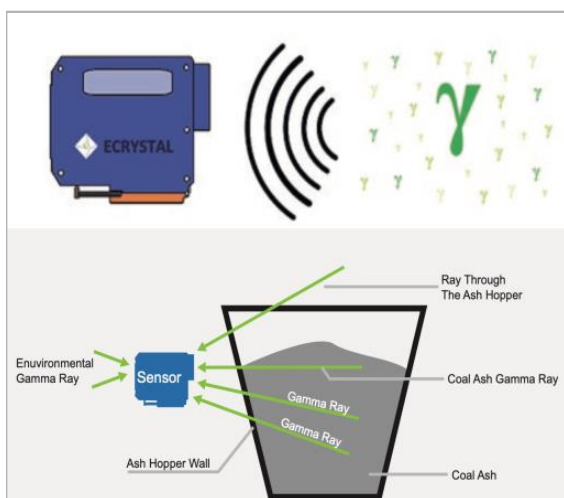 ECRYSTAL
γ
Ray Through
The Ash Hopper
Enuvironmental
Gamma Ray
Sensor
Coal Ash Gamma Ray
Gamma Ray
Gamma Ray
Ash Hopper Wall
Coal Ash